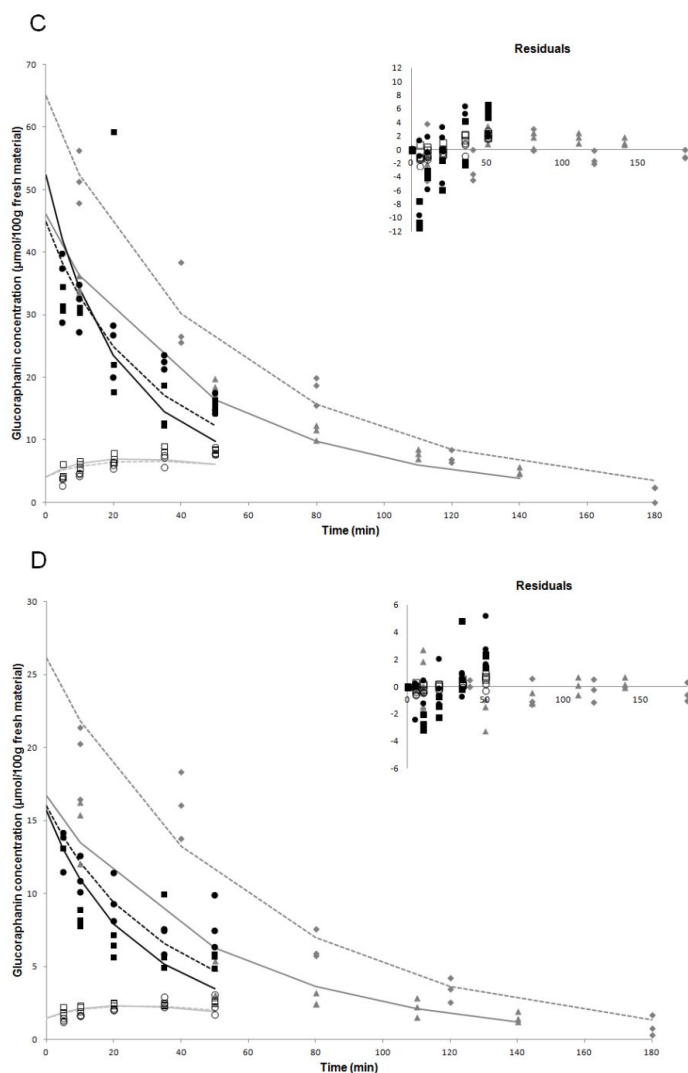 C
Residuals
12
10
8
6
4
2
0
-2
-4
-6
-8
-10
-12
0 50 100 150
Glucoraphanin concentration (µmol/100g fresh material)
70
60
50
40
30
20
10
0
0 20 40 60 80 100 120 140 160 180
Time (min)
D
Residuals
6
4
2
0
-2
-4
-6
0 50 100 150
Glucoraphanin concentration (µmol/100g fresh material)
30
25
20
15
10
5
0
0 20 40 60 80 100 120 140 160 180
Time (min)